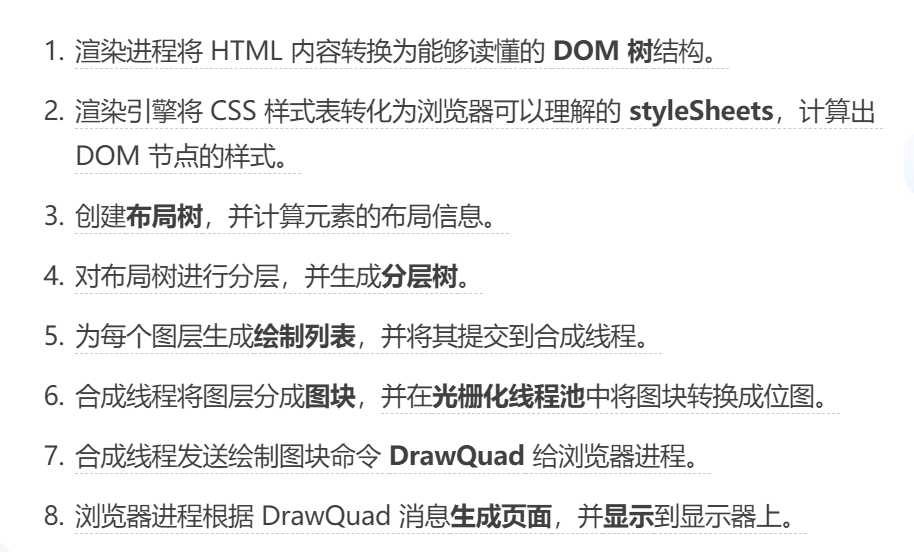 1. 渲染进程将 HTML 内容转换为能够读懂的 DOM 树结构。
2. 渲染引擎将 CSS 样式表转化为浏览器可以理解的 styleSheets，计算出
DOM 节点的样式。
3. 创建布局树，并计算元素的布局信息。
4. 对布局树进行分层，并生成分层树。
5. 为每个图层生成绘制列表，并将其提交到合成线程。
6. 合成线程将图层分成图块，并在光栅化线程池中将图块转换成位图。
7. 合成线程发送绘制图块命令 DrawQuad 给浏览器进程。
8. 浏览器进程根据 DrawQuad 消息生成页面，并显示到显示器上。